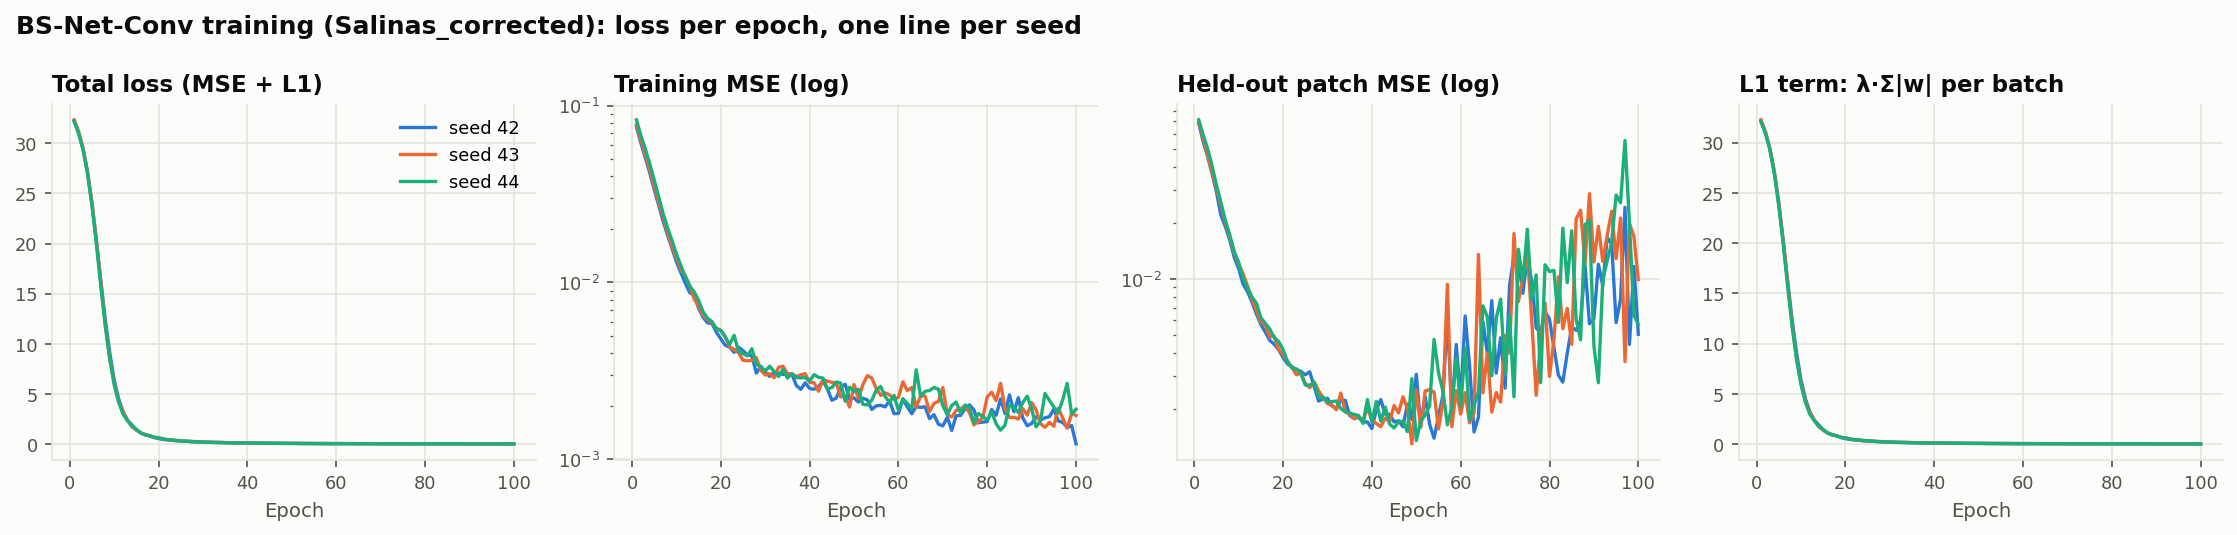 BS-Net-Conv training (Salinas_corrected): loss per epoch, one line per seed
Total loss (MSE + L1)
30
25
20
15
10
5
0
0 20 40 60 80 100
Epoch
seed 42
seed 43
seed 44
Training MSE (log)
10⁻¹
10⁻²
10⁻³
0 20 40 60 80 100
Epoch
Held-out patch MSE (log)
10⁻²
0 20 40 60 80 100
Epoch
L1 term: λ·Σ|w| per batch
30
25
20
15
10
5
0
0 20 40 60 80 100
Epoch